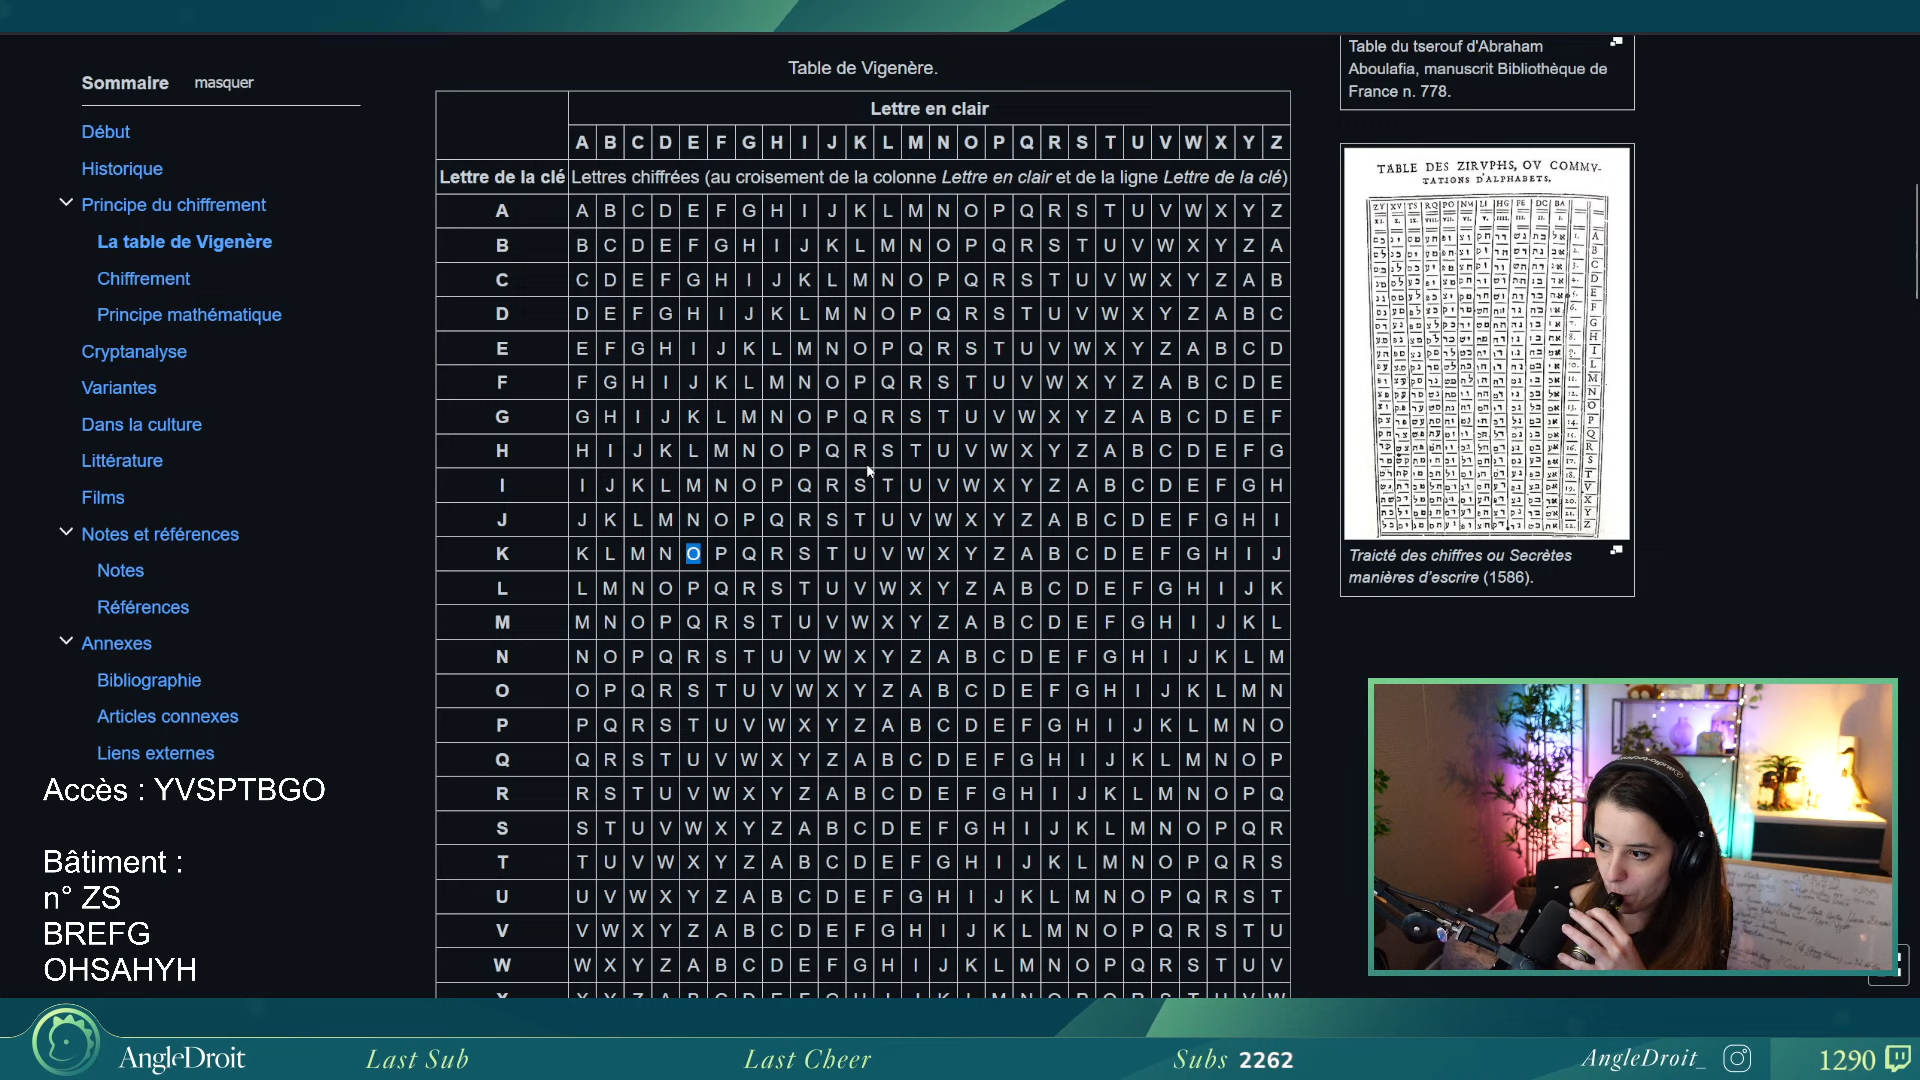 Sommaire masquer
Début
Historique
Principe du chiffrement
La table de Vigenère
Chiffrement
Principe mathématique
Cryptanalyse
Variantes
Dans la culture
Littérature
Films
Notes et références
Notes
Références
Annexes
Bibliographie
Articles connexes
Liens externes
Accès : YVSPTBGO
Bâtiment :
n° ZS
BREFG
OHSAHYH
Table de Vigenère.
Lettre en clair
A B C D E F G H I J K L M N O P Q R S T U V W X Y Z
Lettre de la clé Lettres chiffrées (au croisement de la colonne Lettre en clair et de la ligne Lettre de la clé)
A A B C D E F G H I J K L M N O P Q R S T U V W X Y Z
B B C D E F G H I J K L M N O P Q R S T U V W X Y Z A
C C D E F G H I J K L M N O P Q R S T U V W X Y Z A B
D D E F G H I J K L M N O P Q R S T U V W X Y Z A B C
E E F G H I J K L M N O P Q R S T U V W X Y Z A B C D
F F G H I J K L M N O P Q R S T U V W X Y Z A B C D E
G G H I J K L M N O P Q R S T U V W X Y Z A B C D E F
H H I J K L M N O P Q R S T U V W X Y Z A B C D E F G
I I J K L M N O P Q R S T U V W X Y Z A B C D E F G H
J J K L M N O P Q R S T U V W X Y Z A B C D E F G H I
K K L M N O P Q R S T U V W X Y Z A B C D E F G H I J
L L M N O P Q R S T U V W X Y Z A B C D E F G H I J K
M M N O P Q R S T U V W X Y Z A B C D E F G H I J K L
N N O P Q R S T U V W X Y Z A B C D E F G H I J K L M
O O P Q R S T U V W X Y Z A B C D E F G H I J K L M N
P P Q R S T U V W X Y Z A B C D E F G H I J K L M N O
Q Q R S T U V W X Y Z A B C D E F G H I J K L M N O P
R R S T U V W X Y Z A B C D E F G H I J K L M N O P Q
S S T U V W X Y Z A B C D E F G H I J K L M N O P Q R
T T U V W X Y Z A B C D E F G H I J K L M N O P Q R S
U U V W X Y Z A B C D E F G H I J K L M N O P Q R S T
V V W X Y Z A B C D E F G H I J K L M N O P Q R S T U
W W X Y Z A B C D E F G H I J K L M N O P Q R S T U V
Table du tserouf d'Abraham
Aboulafia, manuscrit Bibliothèque de
France n. 778.
TABLE DES ZIRVPHS, OV COMMV-
TATIONS D'ALPHABETS.
Traicté des chiffres ou Secrètes
manières d'escrire (1586).
AngleDroit
Last Sub
Last Cheer
Subs 2262
AngleDroit_
1290